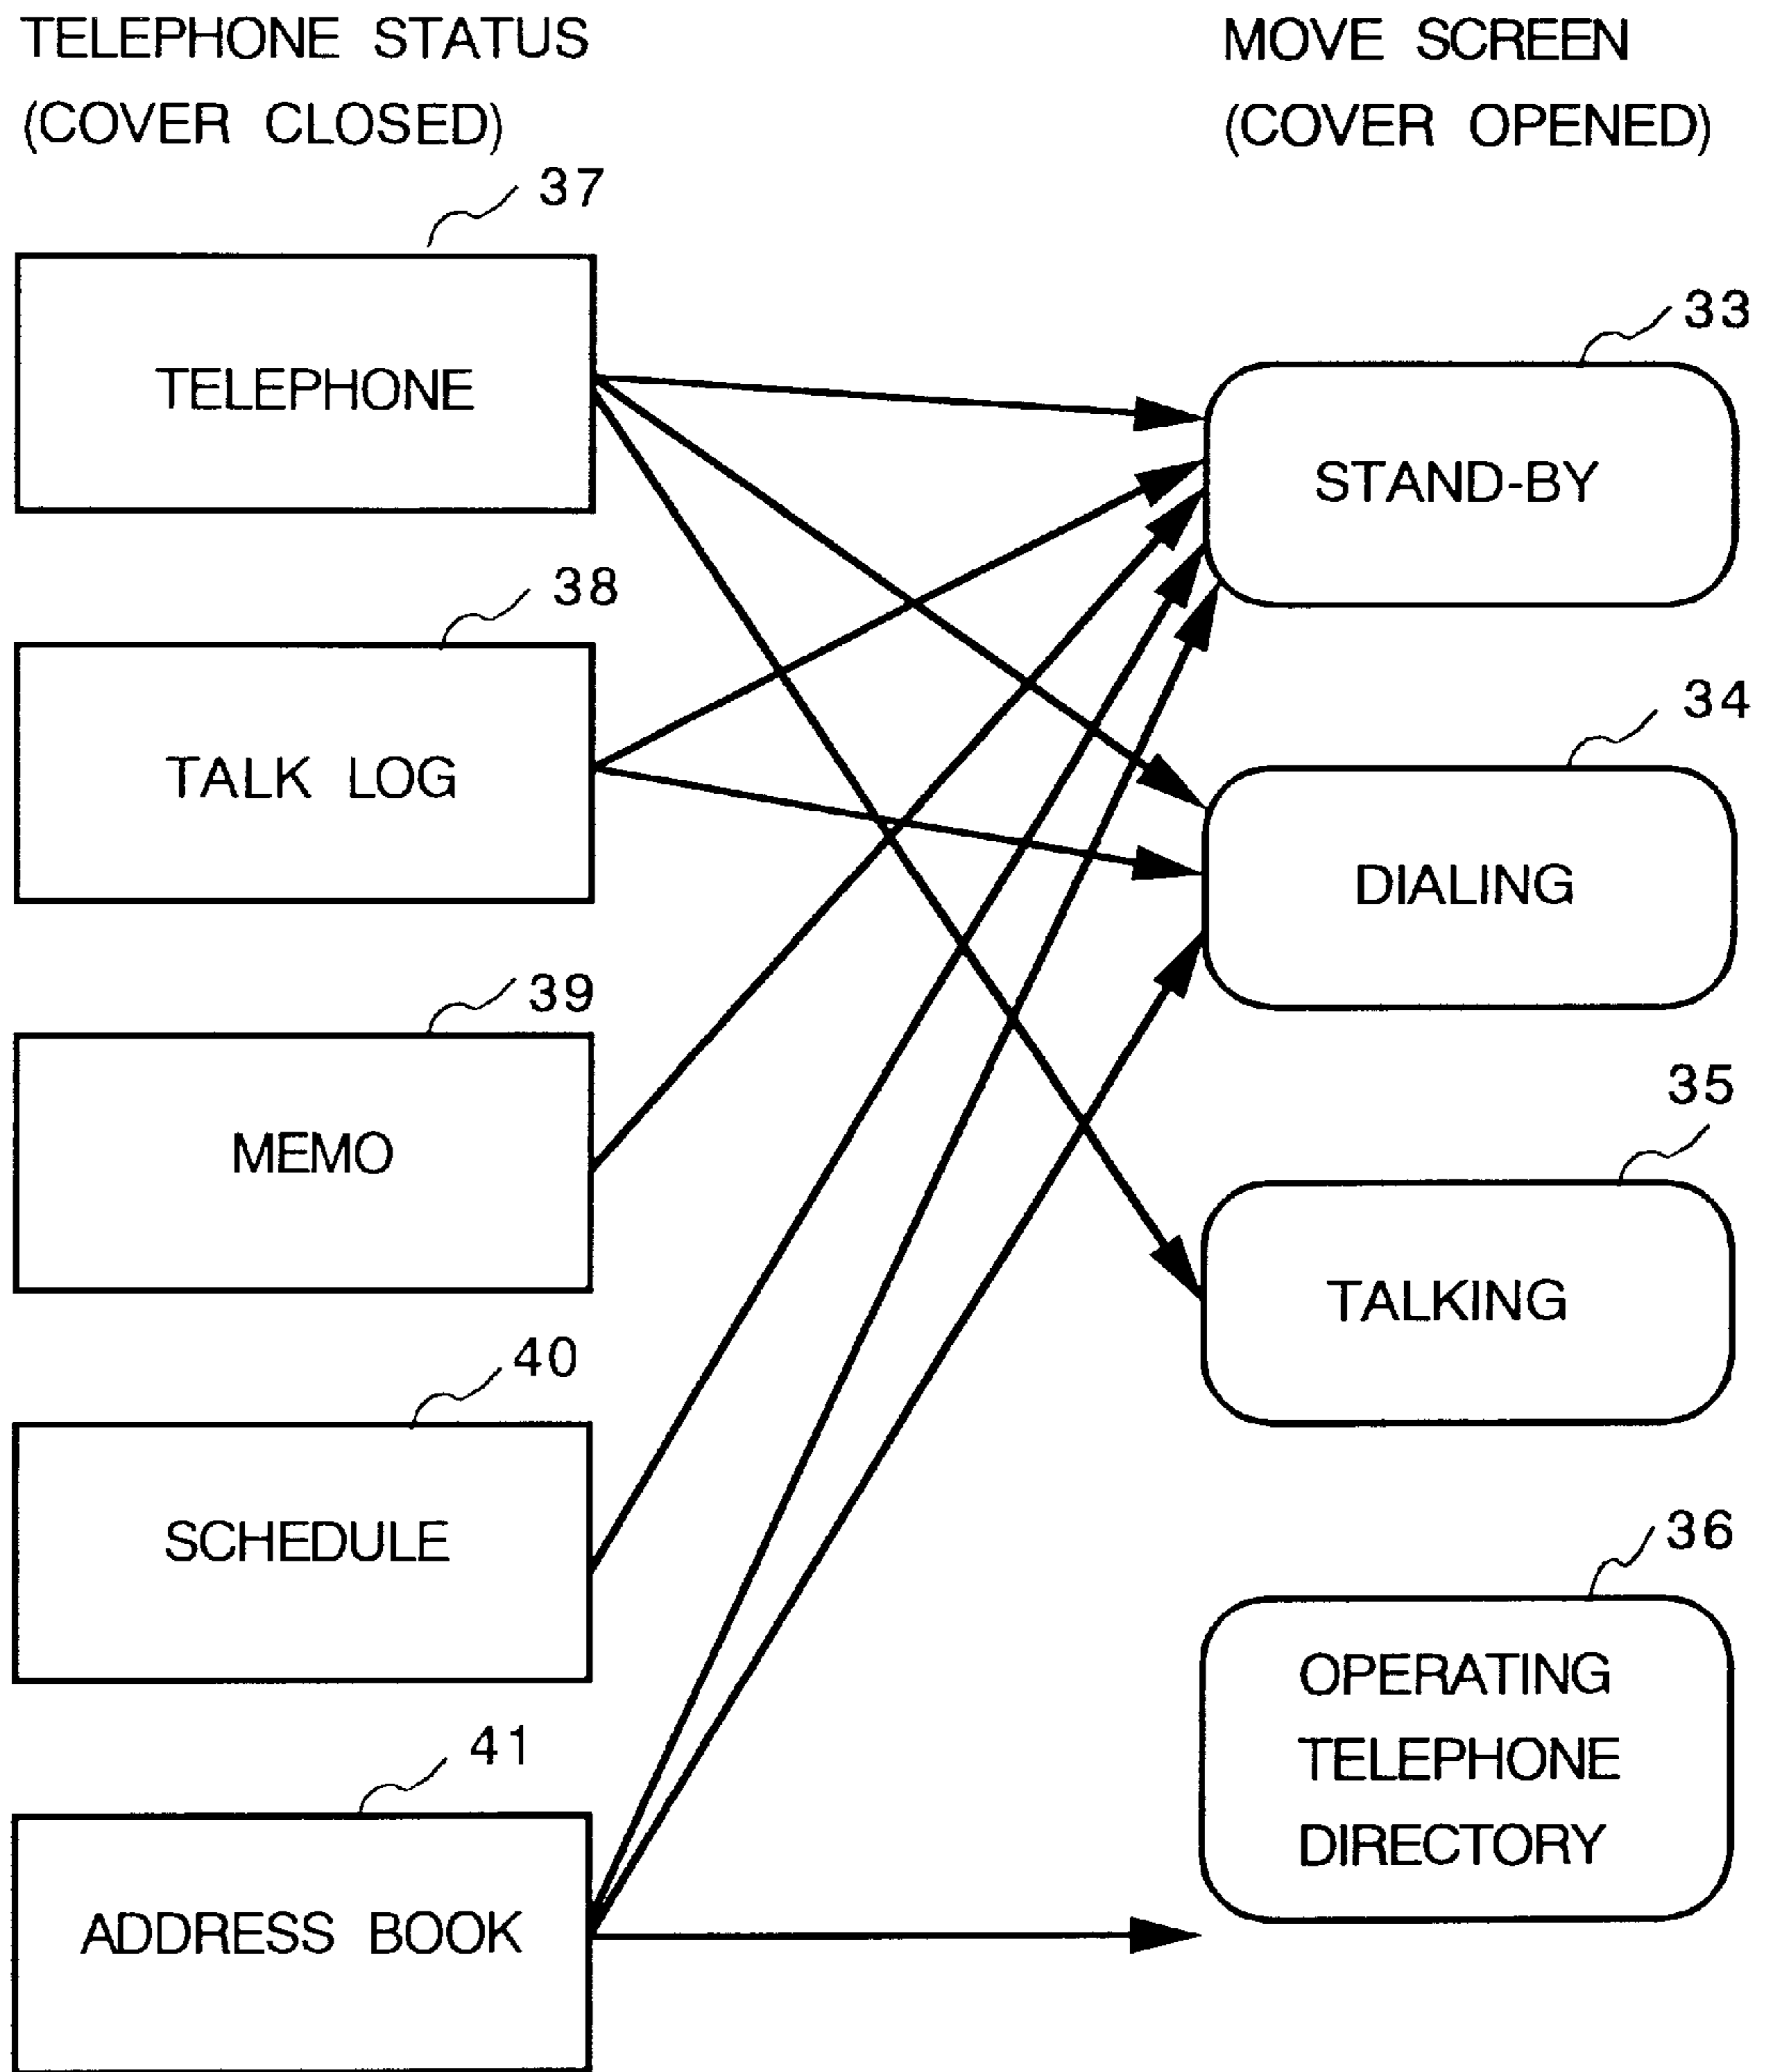 TELEPHONE STATUS
(COVER CLOSED)
MOVE SCREEN
(COVER OPENED)
37
TELEPHONE
33
STAND-BY
38
TALK LOG
34
DIALING
39
MEMO
35
TALKING
40
SCHEDULE
36
OPERATING
TELEPHONE
DIRECTORY
41
ADDRESS BOOK